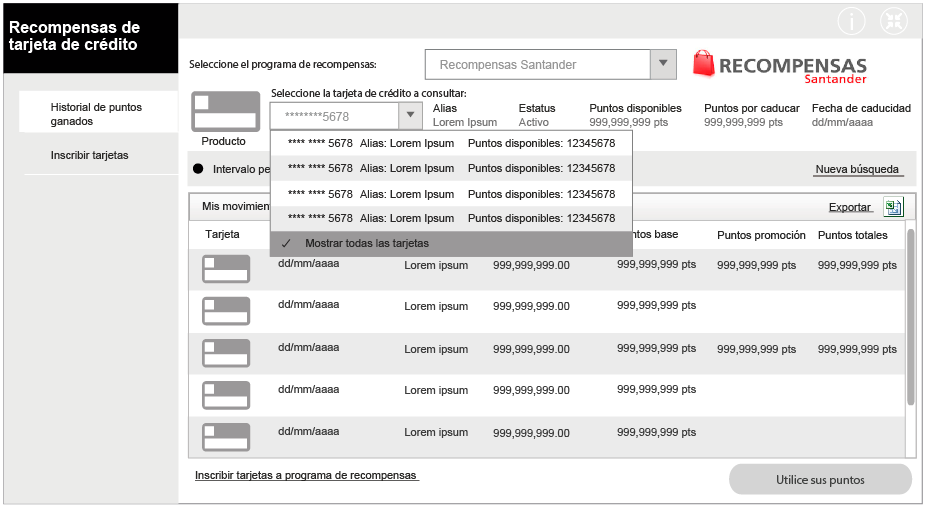 Recompensas de
tarjeta de crédito
Historial de puntos
ganados
Inscribir tarjetas
Seleccione el programa de recompensas:
Recompensas Santander
RECOMPENSAS
Santander
Seleccione la tarjeta de crédito a consultar:
********5678
Producto
Alias
Lorem Ipsum
Estatus
Activo
Puntos disponibles
999,999,999 pts
Puntos por caducar
999,999,999 pts
Fecha de caducidad
dd/mm/aaaa
**** **** 5678 Alias: Lorem Ipsum Puntos disponibles: 12345678
**** **** 5678 Alias: Lorem Ipsum Puntos disponibles: 12345678
**** **** 5678 Alias: Lorem Ipsum Puntos disponibles: 12345678
**** **** 5678 Alias: Lorem Ipsum Puntos disponibles: 12345678
✓ Mostrar todas las tarjetas
Intervalo pe
Nueva búsqueda
Mis movimien
Exportar
Tarjeta
ntos base Puntos promoción Puntos totales
dd/mm/aaaa Lorem ipsum 999,999,999.00 999,999,999 pts 999,999,999 pts 999,999,999 pts
dd/mm/aaaa Lorem ipsum 999,999,999.00 999,999,999 pts
dd/mm/aaaa Lorem ipsum 999,999,999.00 999,999,999 pts 999,999,999 pts 999,999,999 pts
dd/mm/aaaa Lorem ipsum 999,999,999.00 999,999,999 pts
dd/mm/aaaa Lorem ipsum 999,999,999.00 999,999,999 pts
Inscribir tarjetas a programa de recompensas
Utilice sus puntos